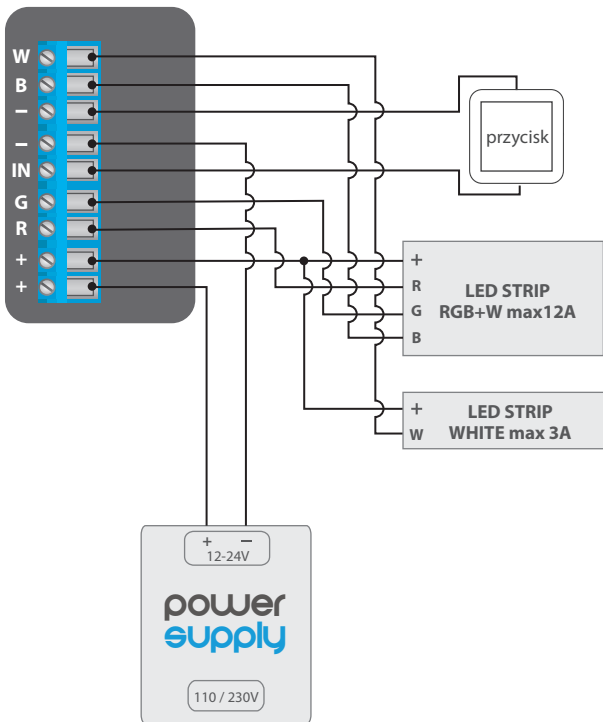 W
B
–
–
IN
G
R
+
+
przycisk
+
R
G
B
LED STRIP
RGB+W max12A
+
W
LED STRIP
WHITE max 3A
+ –
12-24V
power
supply
110 / 230V